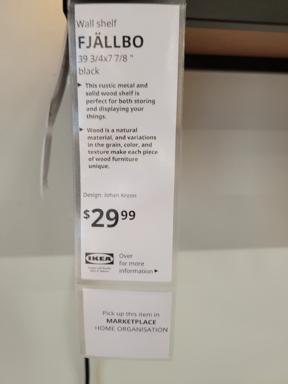 Wall shelf
FJÄLLBO
39 3/4x7 7/8 "
black
▶ This rustic metal and
solid wood shelf is
perfect for both storing
and displaying your
things.
▶ Wood is a natural
material, and variations
in the grain, color, and
texture make each piece
of wood furniture
unique.
Design: Johan Kroon
$29⁹⁹
IKEA
Over
for more
information ▶
Pick up this item in
MARKETPLACE
HOME ORGANISATION